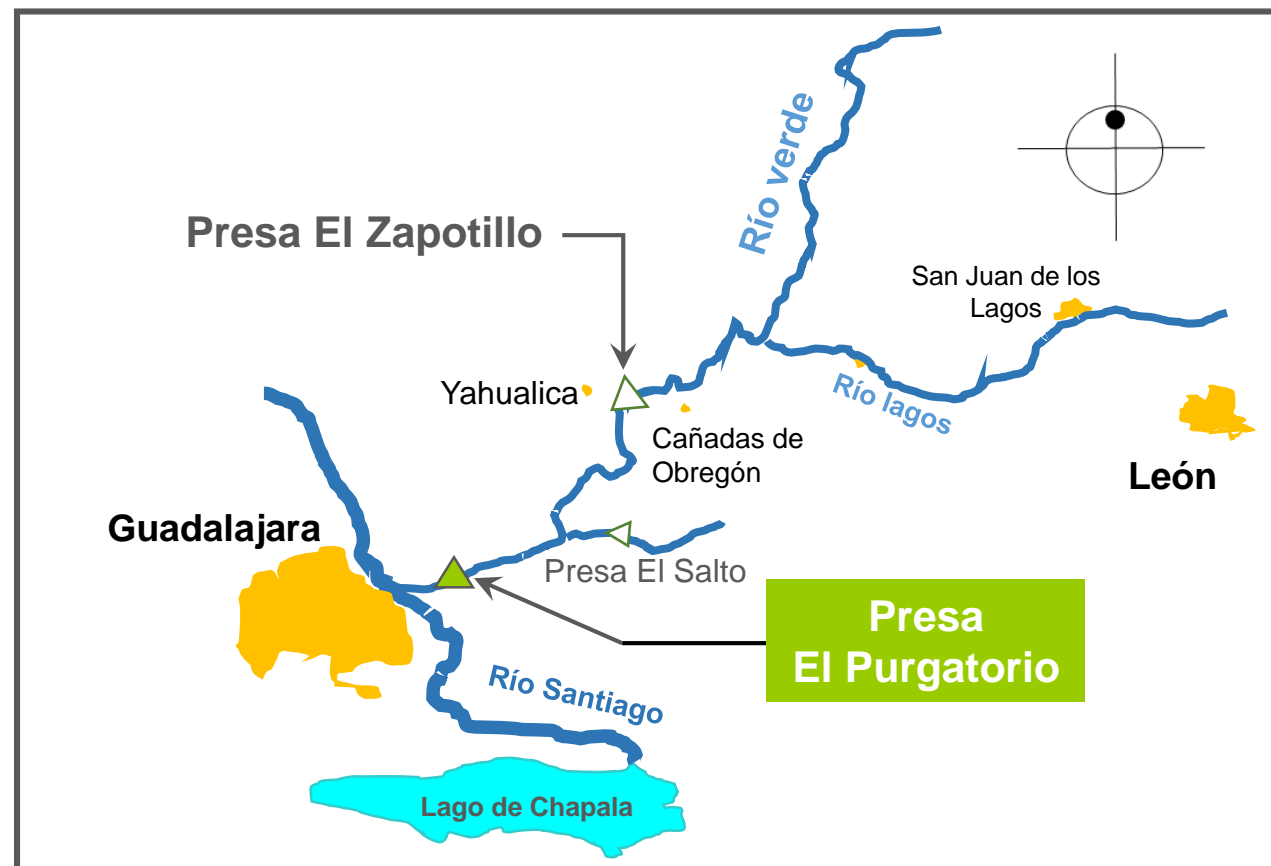 Río verde
Presa El Zapotillo
San Juan de los
Lagos
Yahualica
Río lagos
Cañadas de
Obregón
León
Guadalajara
Presa El Salto
Presa
El Purgatorio
Río Santiago
Lago de Chapala